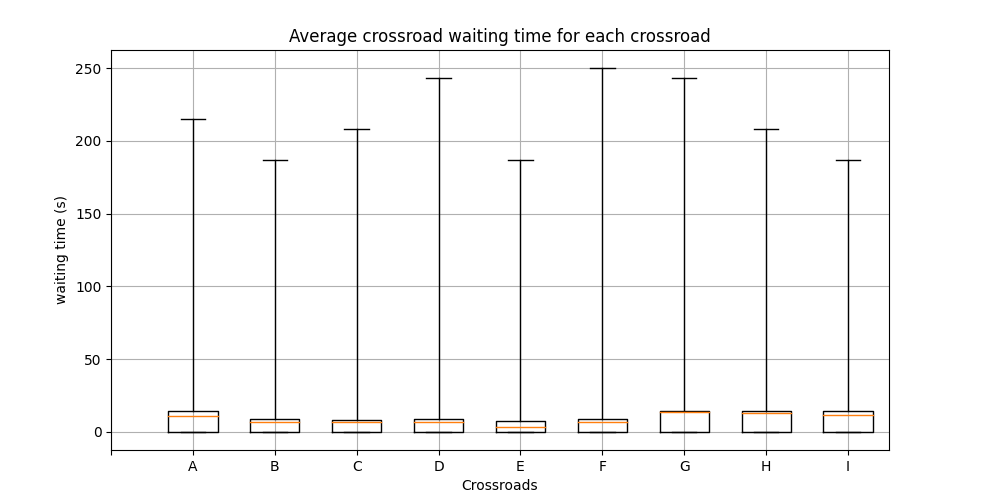 Average crossroad waiting time for each crossroad
250
200
150
100
50
0
waiting time (s)
A B C D E F G H I
Crossroads